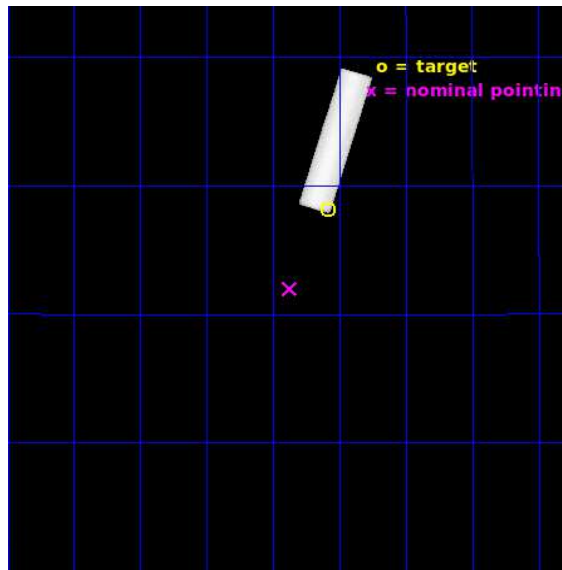 o = target
x = nominal pointin